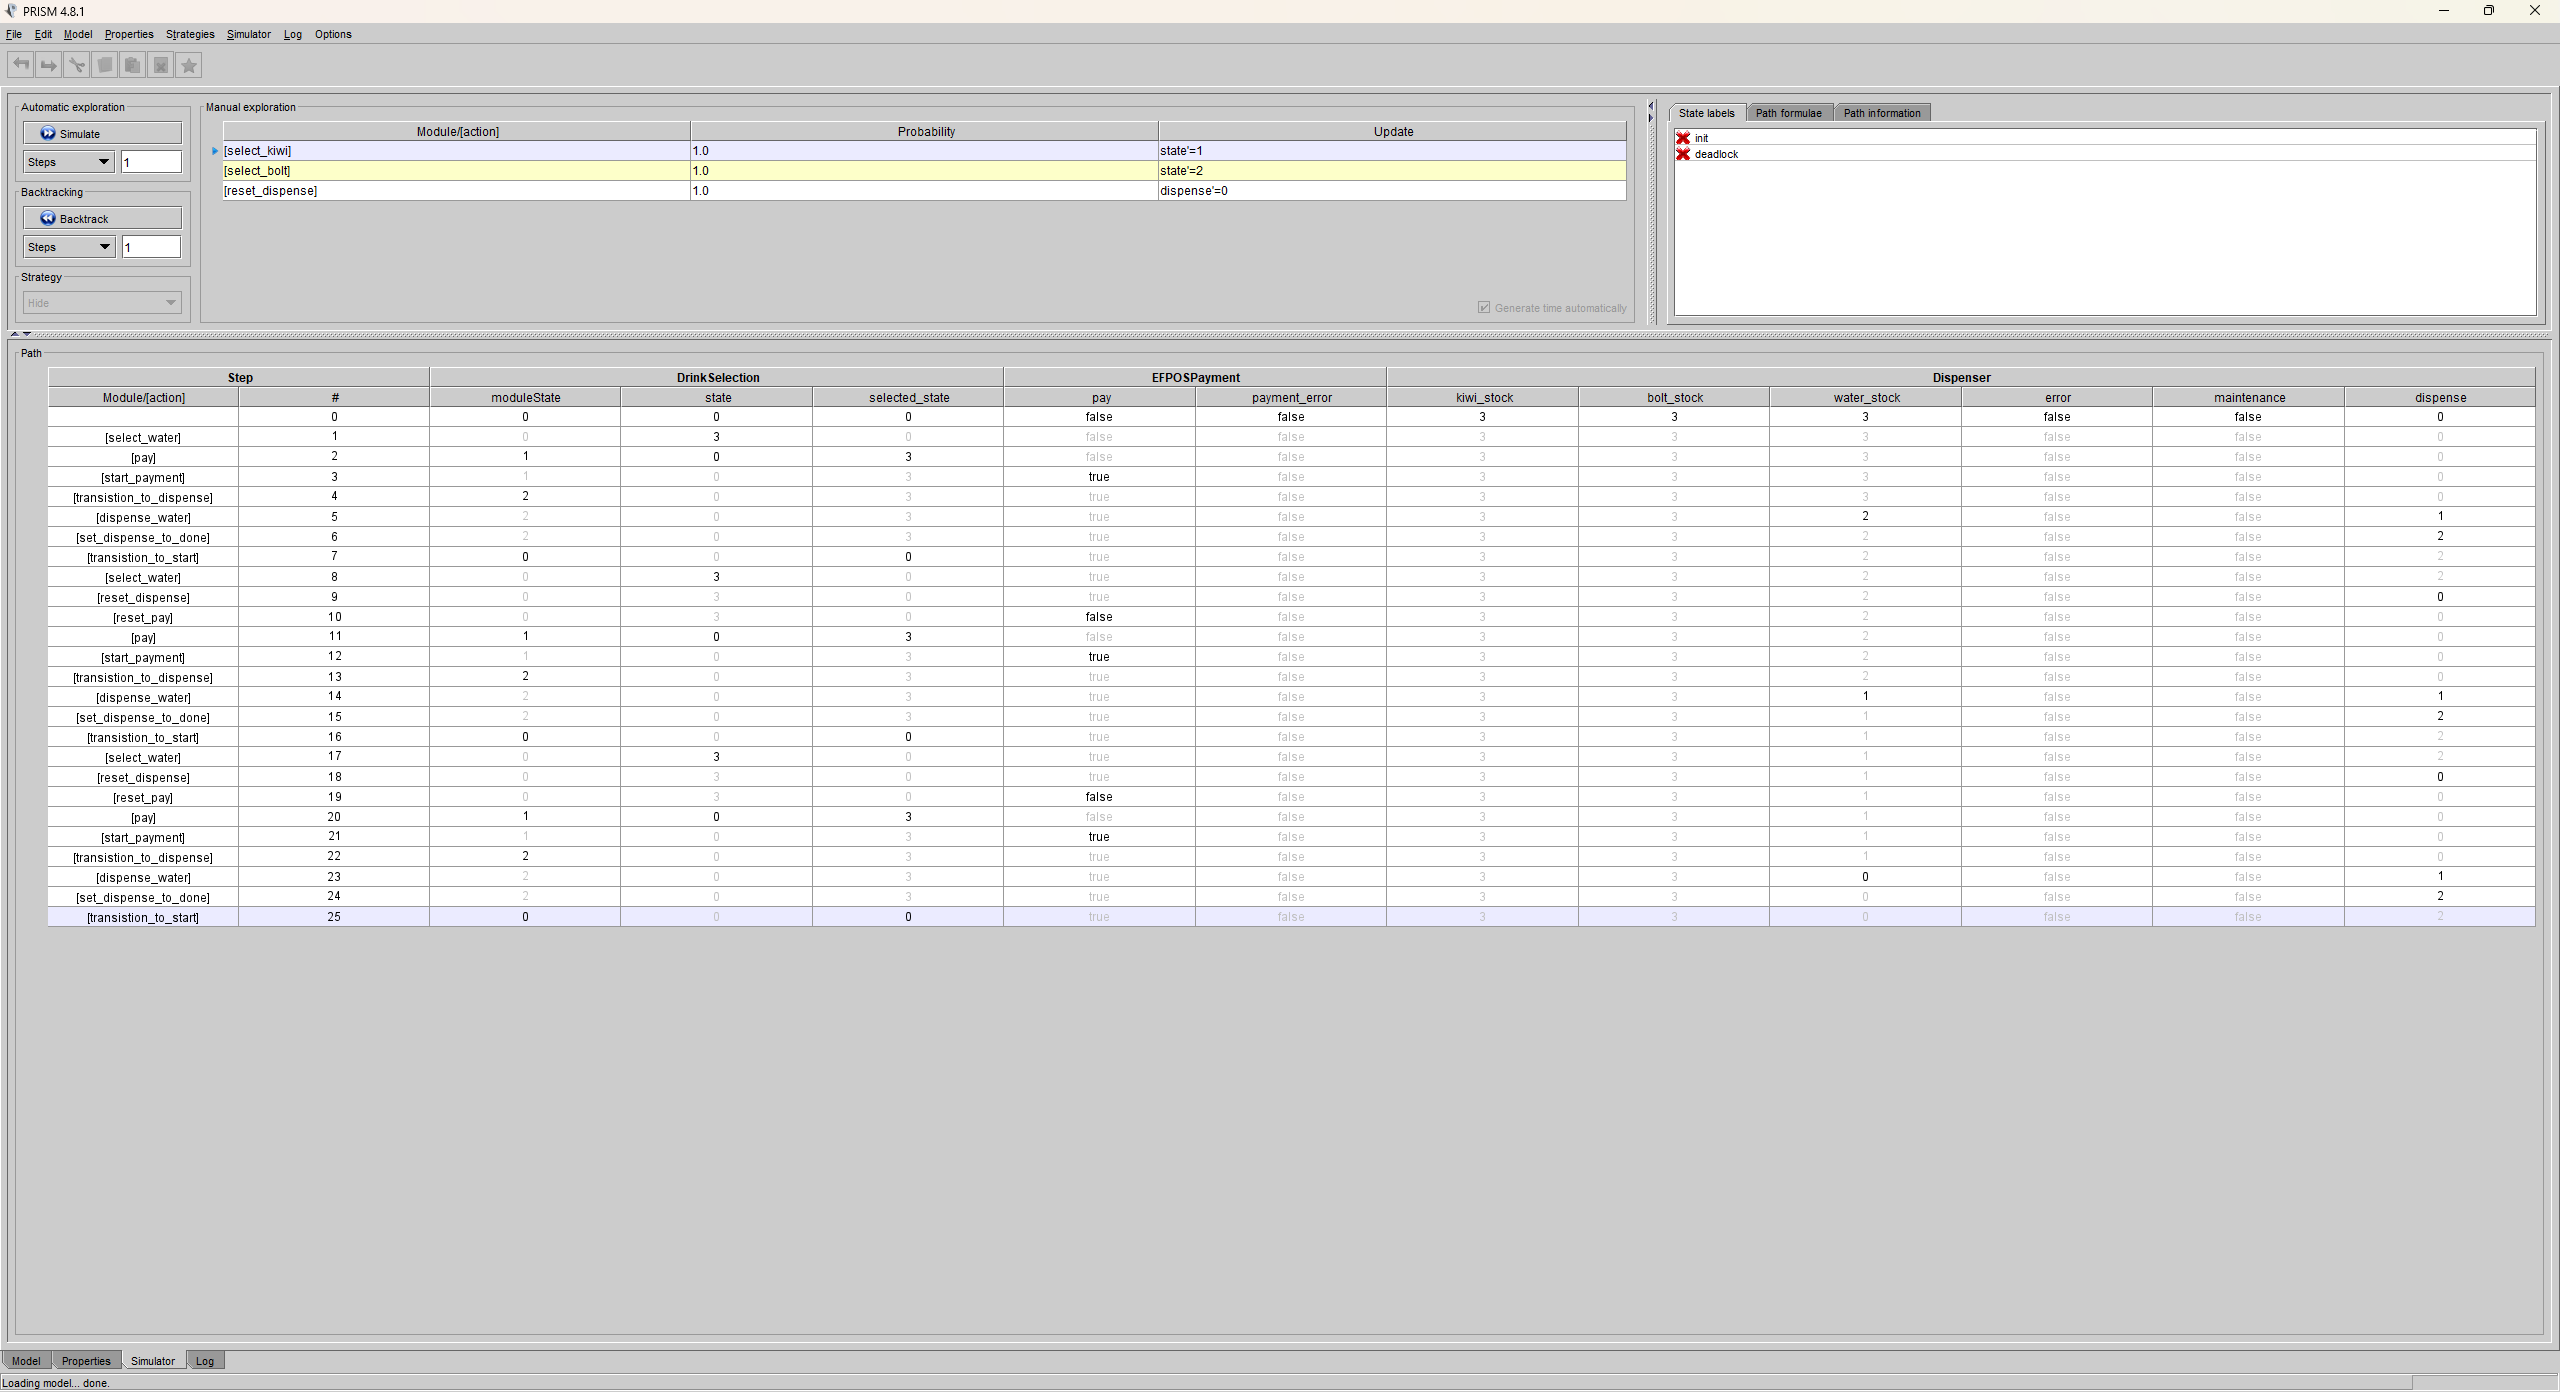 PRISM 4.8.1
File Edit Model Properties Strategies Simulator Log Options
Automatic exploration
Simulate
Steps 1
Backtracking
Backtrack
Steps 1
Strategy
Hide
Manual exploration
Module/[action] Probability Update
[select_kiwi] 1.0 state'=1
[select_bolt] 1.0 state'=2
[reset_dispense] 1.0 dispense'=0
Generate time automatically
State labels Path formulae Path information
init
deadlock
Path
Step DrinkSelection EFPOSPayment Dispenser
Module/[action] # moduleState state selected_state pay payment_error kiwi_stock bolt_stock water_stock error maintenance dispense
0 0 0 0 false false 3 3 3 false false 0
[select_water] 1 0 3 0 false false 3 3 3 false false 0
[pay] 2 1 0 3 false false 3 3 3 false false 0
[start_payment] 3 1 0 3 true false 3 3 3 false false 0
[transistion_to_dispense] 4 2 0 3 true false 3 3 3 false false 0
[dispense_water] 5 2 0 3 true false 3 3 2 false false 1
[set_dispense_to_done] 6 2 0 3 true false 3 3 2 false false 2
[transistion_to_start] 7 0 0 0 true false 3 3 2 false false 2
[select_water] 8 0 3 0 true false 3 3 2 false false 2
[reset_dispense] 9 0 3 0 true false 3 3 2 false false 0
[reset_pay] 10 0 3 0 false false 3 3 2 false false 0
[pay] 11 1 0 3 false false 3 3 2 false false 0
[start_payment] 12 1 0 3 true false 3 3 2 false false 0
[transistion_to_dispense] 13 2 0 3 true false 3 3 2 false false 0
[dispense_water] 14 2 0 3 true false 3 3 1 false false 1
[set_dispense_to_done] 15 2 0 3 true false 3 3 1 false false 2
[transistion_to_start] 16 0 0 0 true false 3 3 1 false false 2
[select_water] 17 0 3 0 true false 3 3 1 false false 2
[reset_dispense] 18 0 3 0 true false 3 3 1 false false 0
[reset_pay] 19 0 3 0 false false 3 3 1 false false 0
[pay] 20 1 0 3 false false 3 3 1 false false 0
[start_payment] 21 1 0 3 true false 3 3 1 false false 0
[transistion_to_dispense] 22 2 0 3 true false 3 3 1 false false 0
[dispense_water] 23 2 0 3 true false 3 3 0 false false 1
[set_dispense_to_done] 24 2 0 3 true false 3 3 0 false false 2
[transistion_to_start] 25 0 0 0 true false 3 3 0 false false 2
Model Properties Simulator Log
Loading model... done.